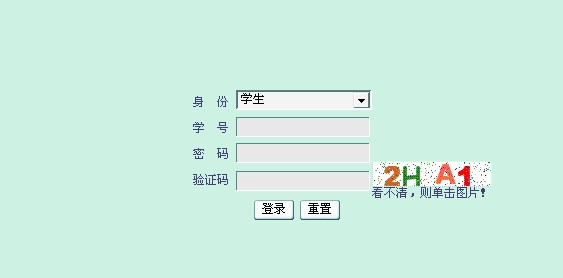 身 份 学生
学 号
密 码
验证码 2H A1
看不清，则单击图片!
登录 重置